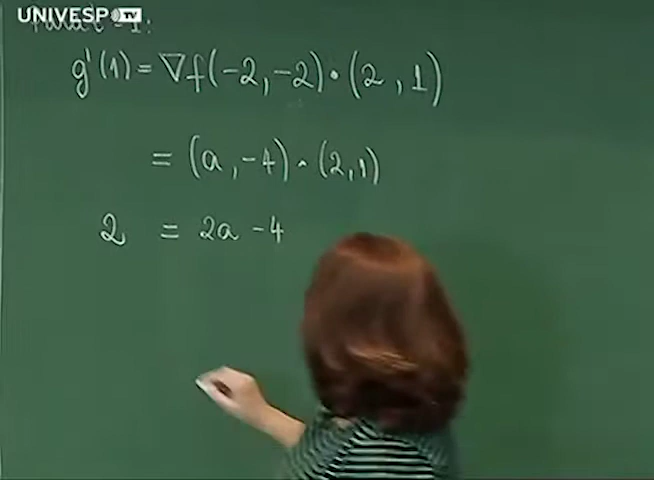 UNIVESP TV
g'(1) = ∇f(-2,-2)·(2,1)
= (a,-4)·(2,1)
2 = 2a - 4